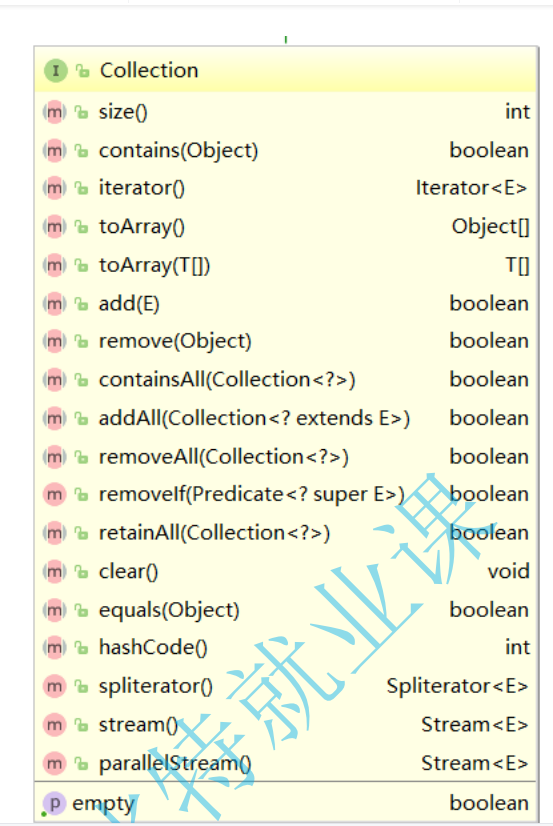 I Collection
m size() int
m contains(Object) boolean
m iterator() Iterator<E>
m toArray() Object[]
m toArray(T[]) T[]
m add(E) boolean
m remove(Object) boolean
m containsAll(Collection<?>) boolean
m addAll(Collection<? extends E>) boolean
m removeAll(Collection<?>) boolean
m removeIf(Predicate<? super E>) boolean
m retainAll(Collection<?>) boolean
m clear() void
m equals(Object) boolean
m hashCode() int
m spliterator() Spliterator<E>
m stream() Stream<E>
m parallelStream() Stream<E>
p empty boolean
特就业课